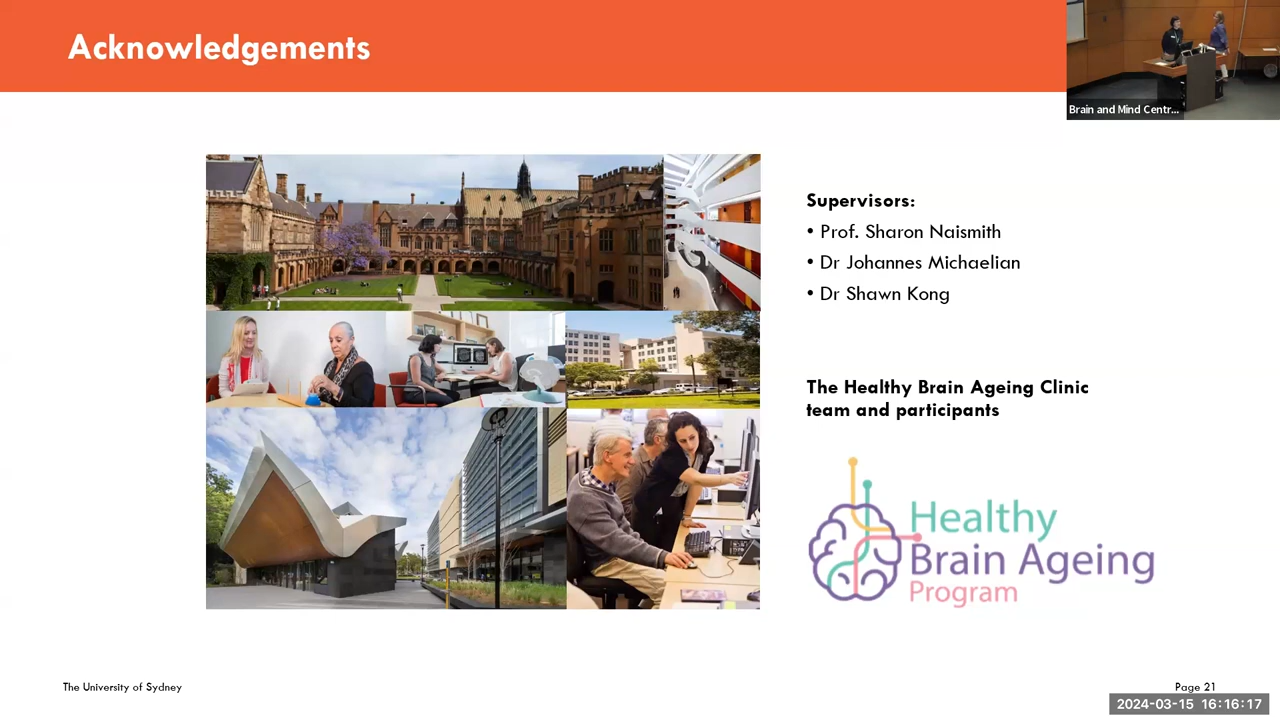 Acknowledgements
Brain and Mind Centr...
Supervisors:
• Prof. Sharon Naismith
• Dr Johannes Michaelian
• Dr Shawn Kong
The Healthy Brain Ageing Clinic
team and participants
Healthy
Brain Ageing
Program
The University of Sydney
Page 21
2024-03-15 16:16:17